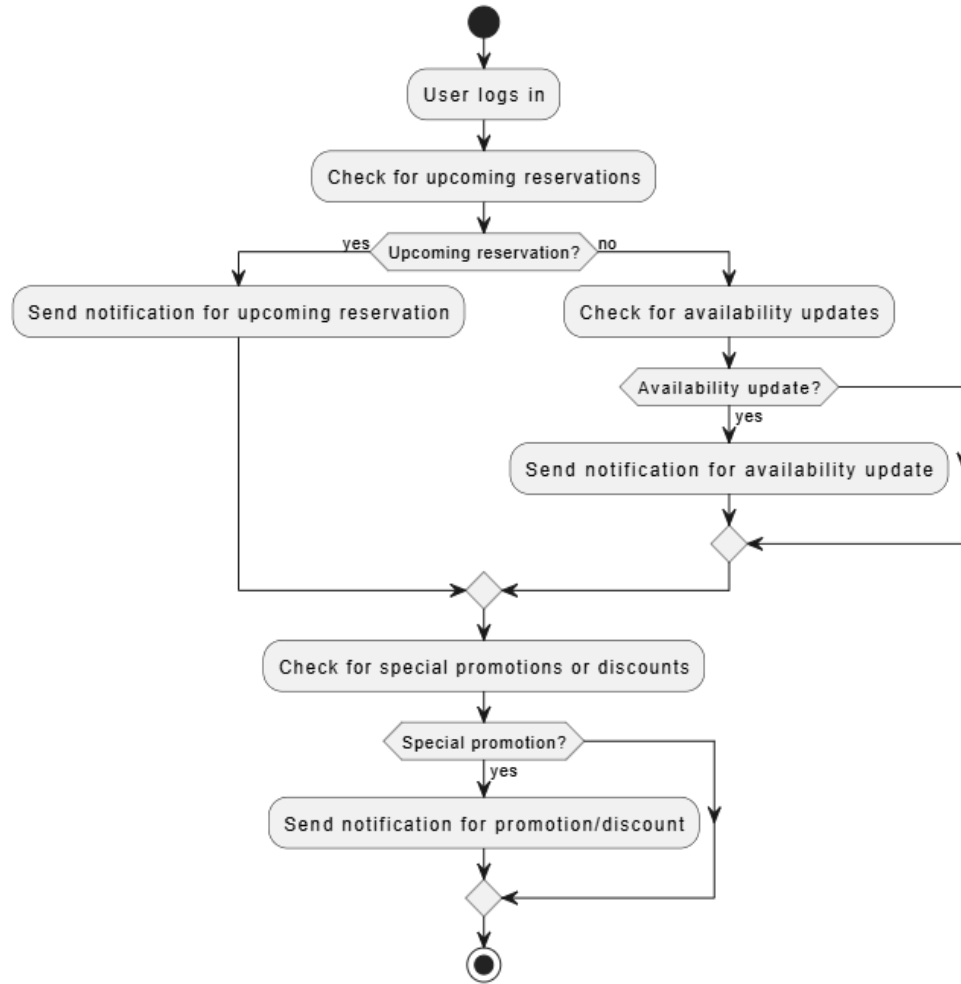 User logs in
Check for upcoming reservations
yes
Upcoming reservation?
no
Send notification for upcoming reservation
Check for availability updates
Availability update?
yes
Send notification for availability update
Check for special promotions or discounts
Special promotion?
yes
Send notification for promotion/discount